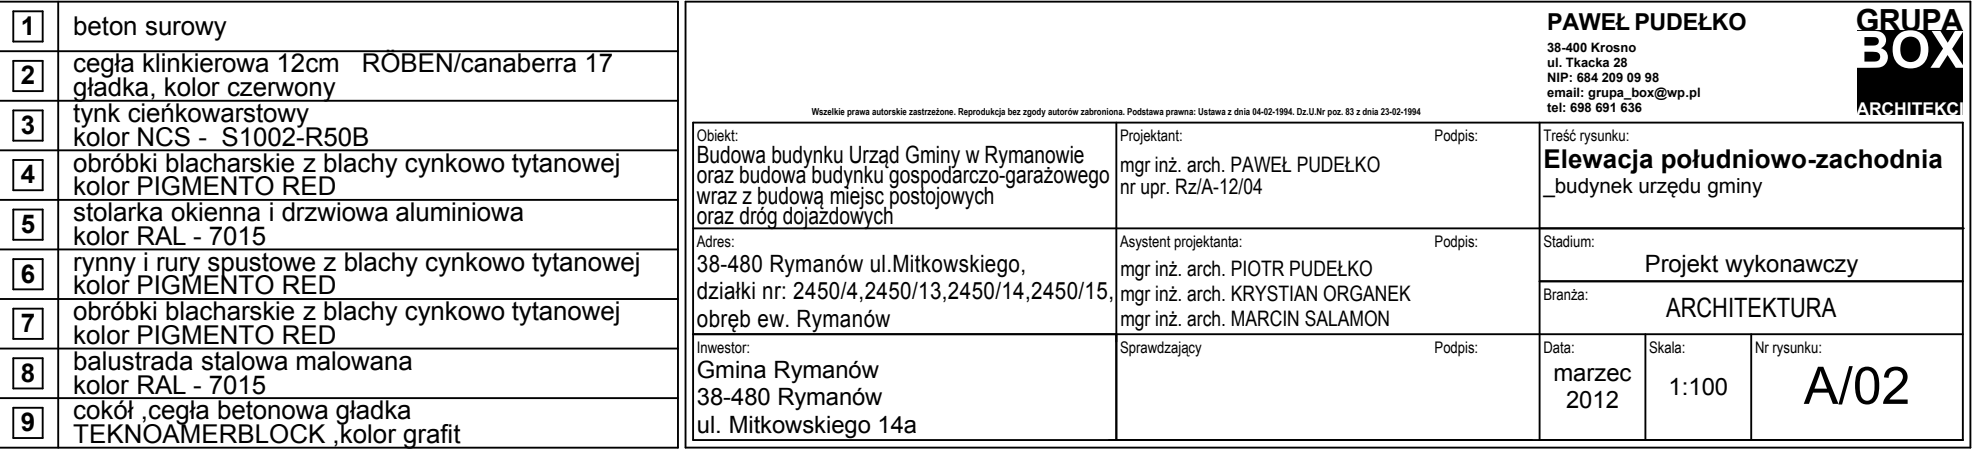 1 beton surowy
2 cegła klinkierowa 12cm RÖBEN/canaberra 17
gładka, kolor czerwony
3 tynk cieńkowarstowy
kolor NCS - S1002-R50B
4 obróbki blacharskie z blachy cynkowo tytanowej
kolor PIGMENTO RED
5 stolarka okienna i drzwiowa aluminiowa
kolor RAL - 7015
6 rynny i rury spustowe z blachy cynkowo tytanowej
kolor PIGMENTO RED
7 obróbki blacharskie z blachy cynkowo tytanowej
kolor PIGMENTO RED
8 balustrada stalowa malowana
kolor RAL - 7015
9 cokół ,cegła betonowa gładka
TEKNOAMERBLOCK ,kolor grafit
PAWEŁ PUDEŁKO
38-400 Krosno
ul. Tkacka 28
NIP: 684 209 09 98
email: grupa_box@wp.pl
tel: 698 691 636
GRUPA
BOX
ARCHITEKCI
Wszelkie prawa autorskie zastrzeżone. Reprodukcja bez zgody autorów zabroniona. Podstawa prawna: Ustawa z dnia 04-02-1994. Dz.U.Nr poz. 83 z dnia 23-02-1994
Obiekt:
Budowa budynku Urząd Gminy w Rymanowie
oraz budowa budynku gospodarczo-garażowego
wraz z budową miejsc postojowych
oraz dróg dojazdowych
Projektant: Podpis:
mgr inż. arch. PAWEŁ PUDEŁKO
nr upr. Rz/A-12/04
Treść rysunku:
Elewacja południowo-zachodnia
_budynek urzędu gminy
Adres:
38-480 Rymanów ul.Mitkowskiego,
działki nr: 2450/4,2450/13,2450/14,2450/15,
obręb ew. Rymanów
Asystent projektanta: Podpis:
mgr inż. arch. PIOTR PUDEŁKO
mgr inż. arch. KRYSTIAN ORGANEK
mgr inż. arch. MARCIN SALAMON
Stadium:
Projekt wykonawczy
Branża:
ARCHITEKTURA
Inwestor:
Gmina Rymanów
38-480 Rymanów
ul. Mitkowskiego 14a
Sprawdzający Podpis:
Data:
marzec
2012
Skala:
1:100
Nr rysunku:
A/02